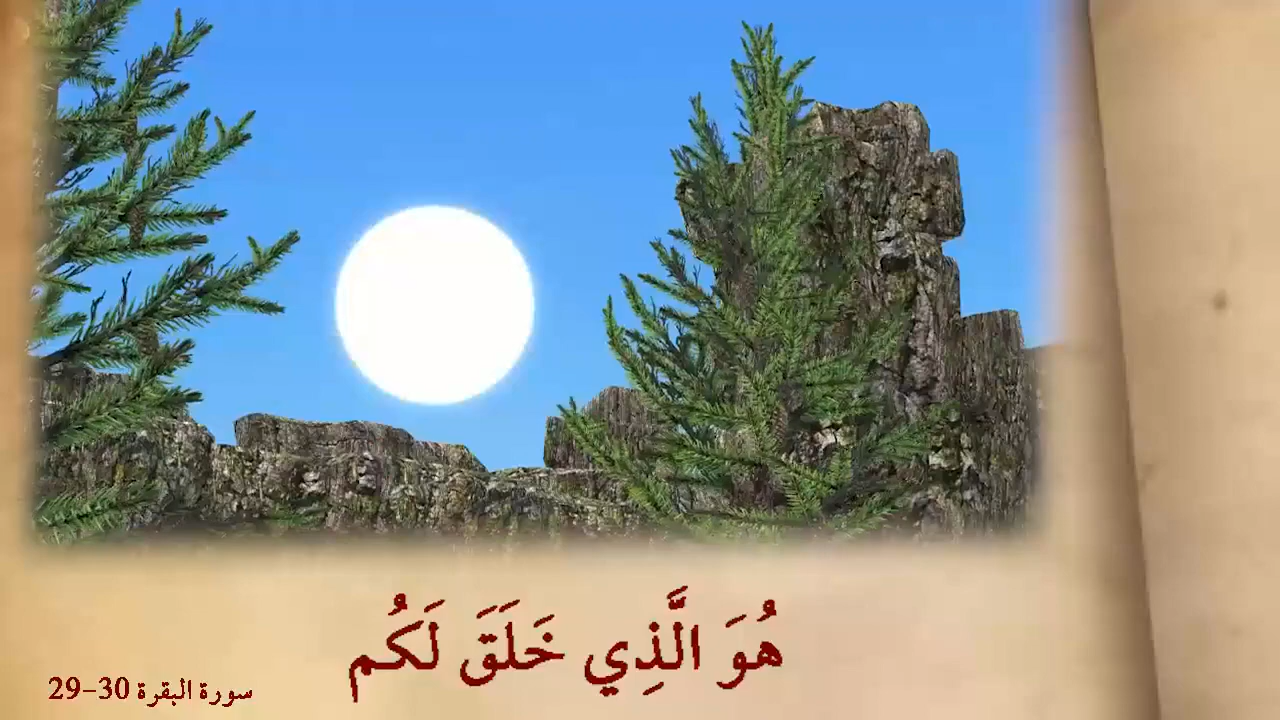 هُوَ الَّذِي خَلَقَ لَكُم
سورة البقرة 30-29